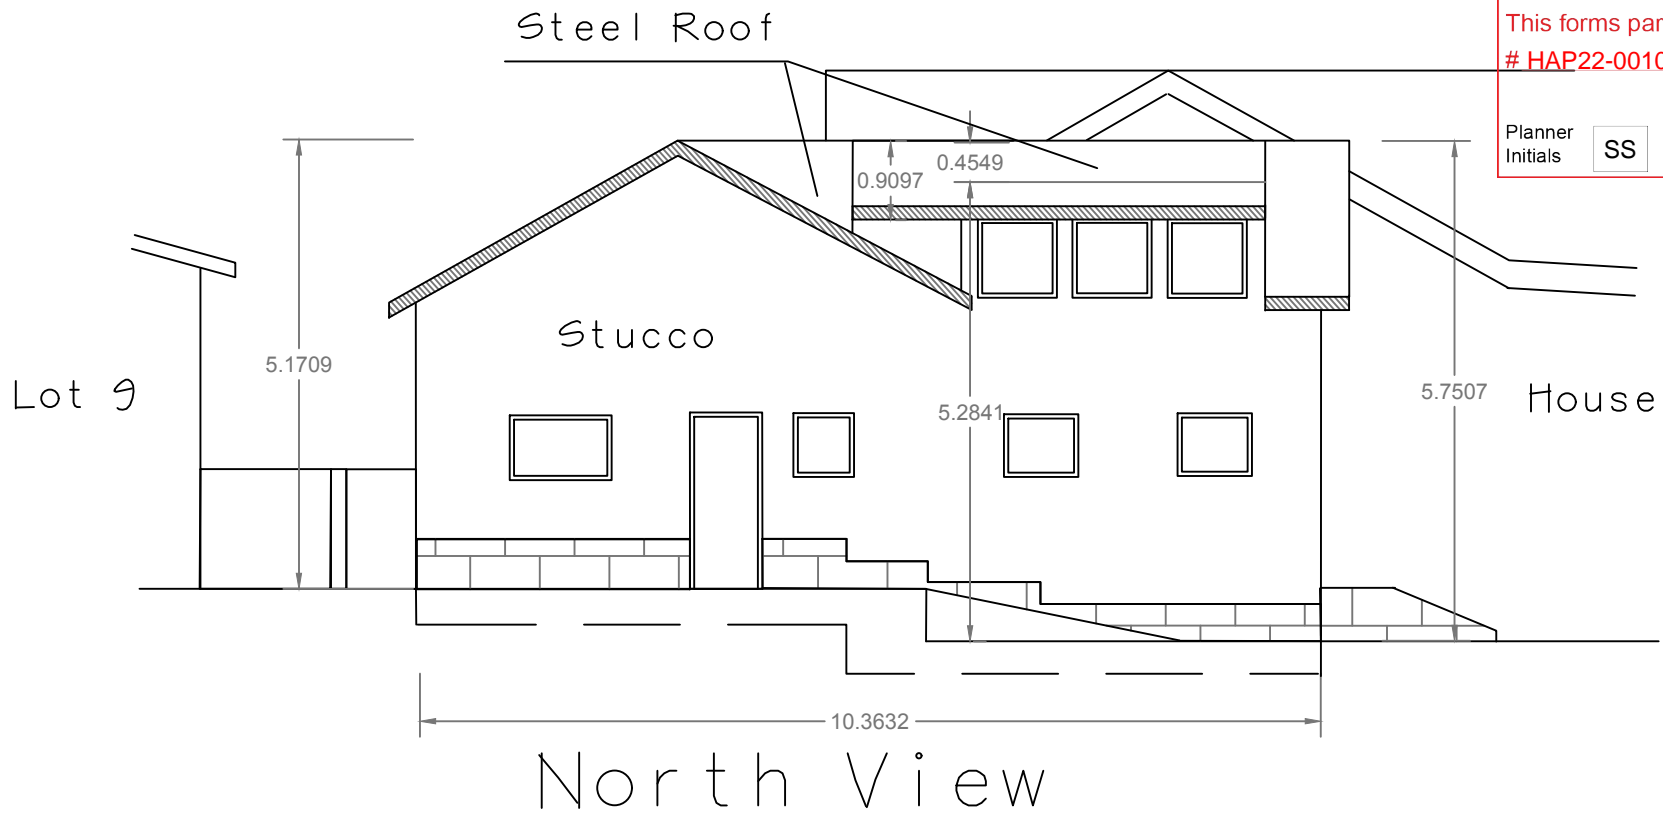 Steel Roof
This forms par
# HAP22-0010
Planner
Initials
SS
0.4549
0.9097
Stucco
5.1709
Lot 9
5.2841
5.7507
House
10.3632
North View